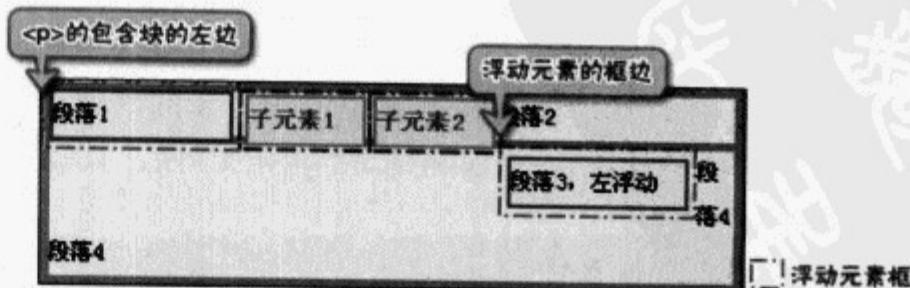 <p>的包含块的左边
浮动元素的框边
段落1
子元素1
子元素2
段落2
段落3，左浮动
段
落4
段落4
浮动元素框